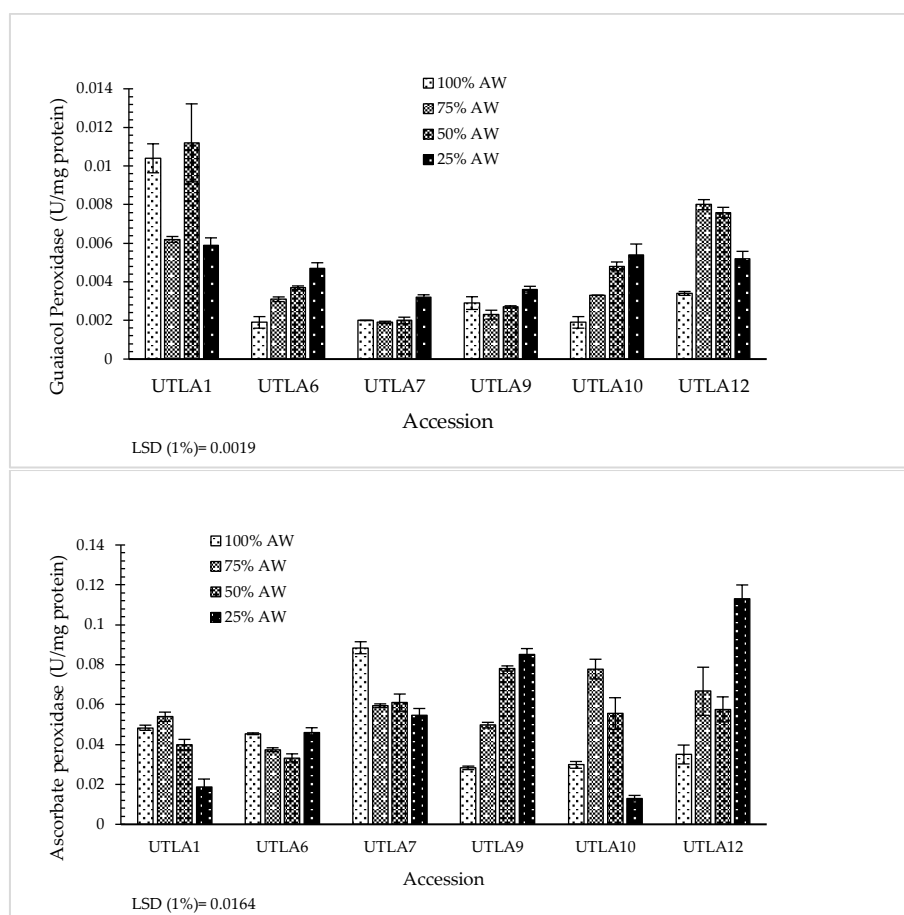 Guaiacol Peroxidase (U/mg protein)
0.014
0.012
0.01
0.008
0.006
0.004
0.002
0
100% AW
75% AW
50% AW
25% AW
UTLA1 UTLA6 UTLA7 UTLA9 UTLA10 UTLA12
Accession
LSD (1%)= 0.0019
Ascorbate peroxidase (U/mg protein)
0.14
0.12
0.1
0.08
0.06
0.04
0.02
0
100% AW
75% AW
50% AW
25% AW
UTLA1 UTLA6 UTLA7 UTLA9 UTLA10 UTLA12
Accession
LSD (1%)= 0.0164